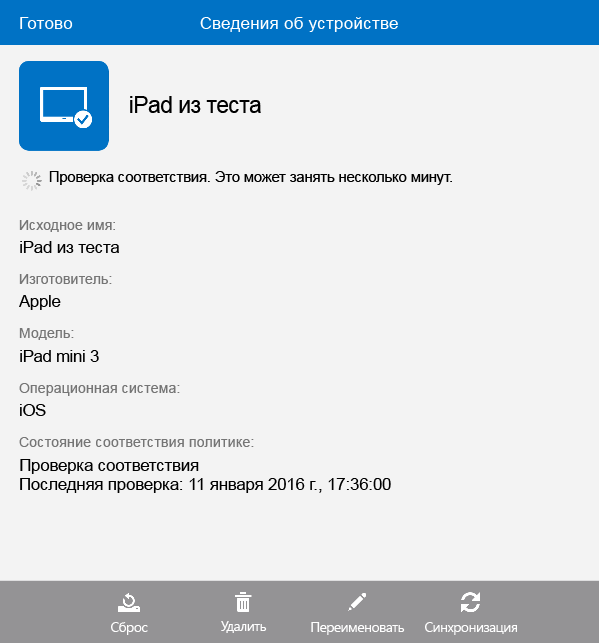 Готово
Сведения об устройстве
iPad из теста
Проверка соответствия. Это может занять несколько минут.
Исходное имя:
iPad из теста
Изготовитель:
Apple
Модель:
iPad mini 3
Операционная система:
iOS
Состояние соответствия политике:
Проверка соответствия
Последняя проверка: 11 января 2016 г., 17:36:00
Сброс
Удалить
Переименовать
Синхронизация